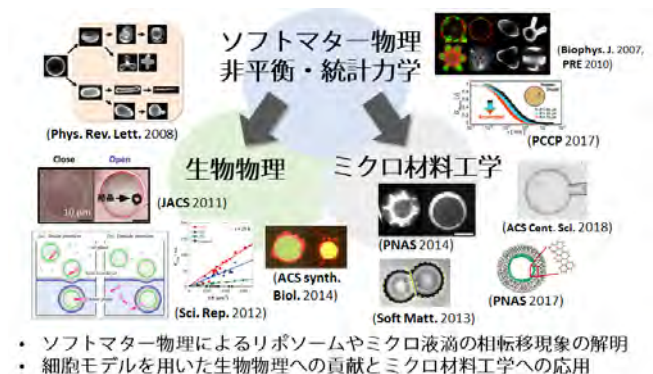 ソフトマター物理
非平衡・統計力学
(Biophys. J. 2007,
PRE 2010)
(Phys. Rev. Lett. 2008)
(PCCP 2017)
生物物理
ミクロ材料工学
Close Open
10 μm
(JACS 2011)
(PNAS 2014)
(ACS Cent. Sci. 2018)
(ACS synth.
Biol. 2014)
(Sci. Rep. 2012)
(Soft Matt. 2013)
(PNAS 2017)
• ソフトマター物理によるリポソームやミクロ液滴の相転移現象の解明
• 細胞モデルを用いた生物物理への貢献とミクロ材料工学への応用